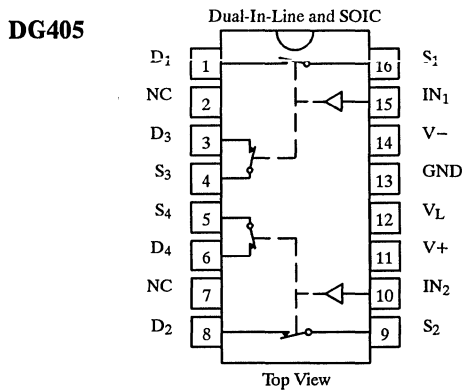 Dual-In-Line and SOIC
DG405
D1 1 16 S1
NC 2 15 IN1
D3 3 14 V−
S3 4 13 GND
S4 5 12 VL
D4 6 11 V+
NC 7 10 IN2
D2 8 9 S2
Top View